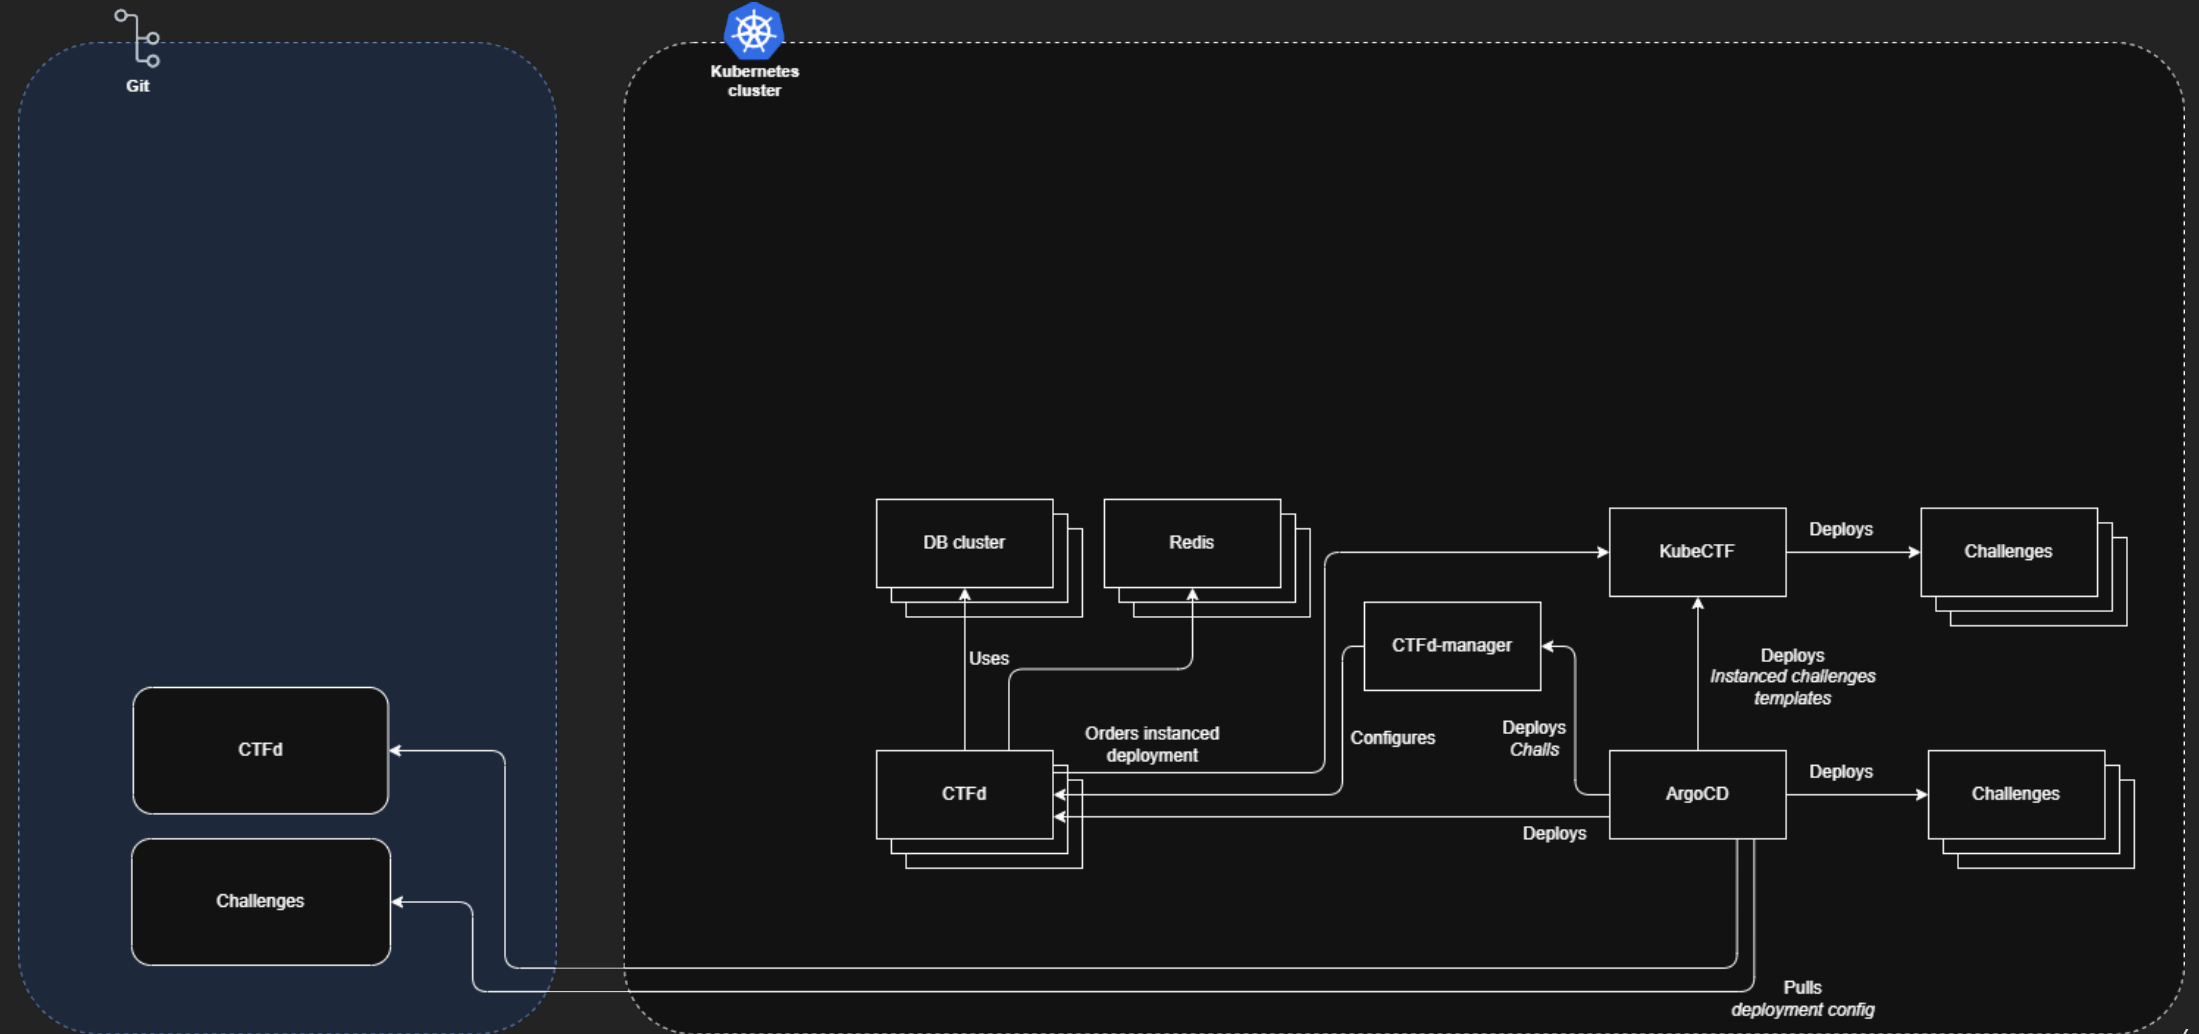 Git
Kubernetes
cluster
DB cluster
Redis
KubeCTF
Deploys
Challenges
CTFd-manager
Uses
Deploys
Instanced challenges
templates
Orders instanced
deployment
Configures
Deploys
Challs
CTFd
CTFd
ArgoCD
Deploys
Challenges
Deploys
Challenges
Pulls
deployment config